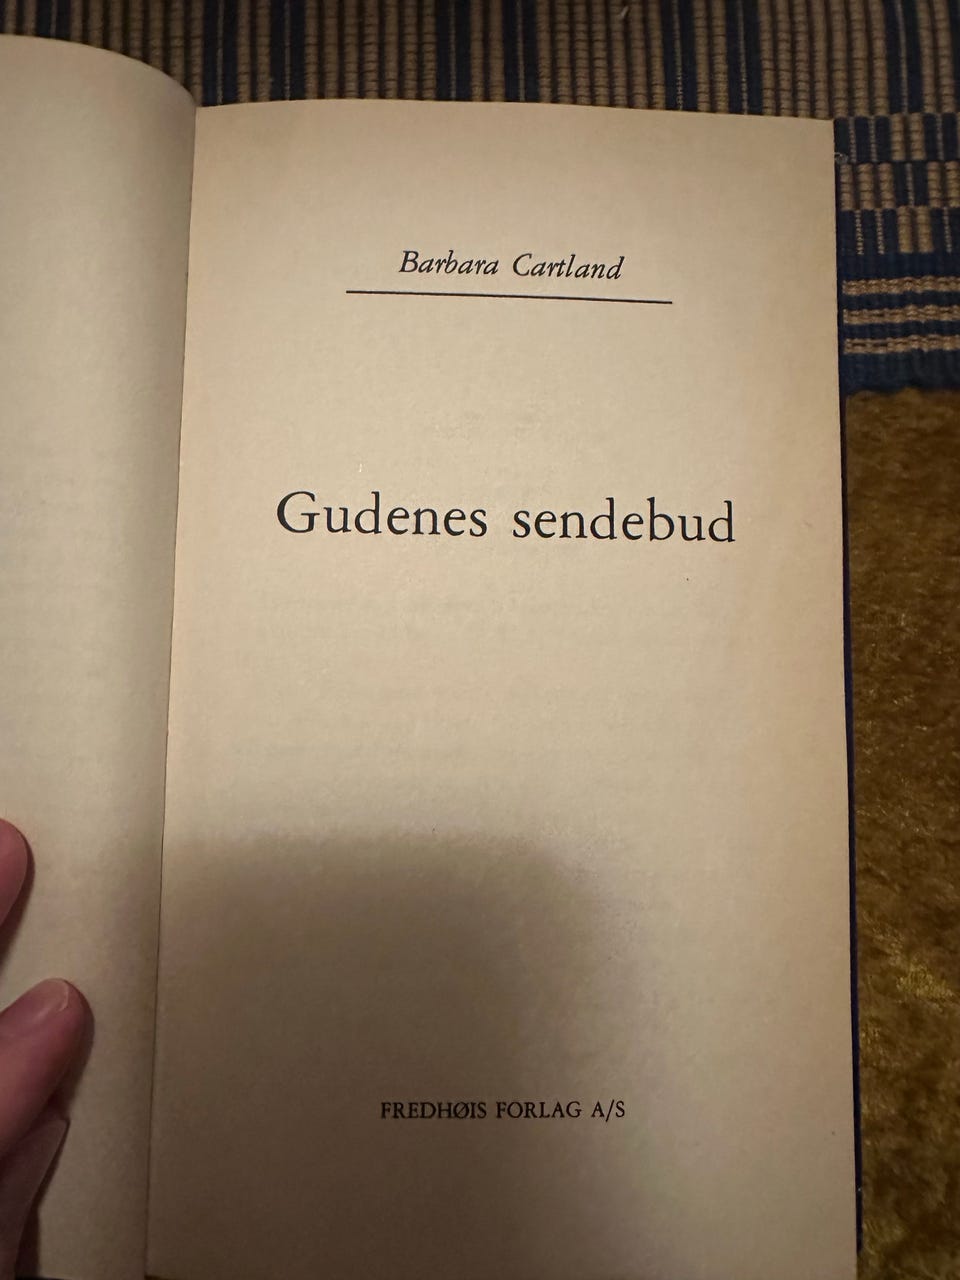 Barbara Cartland
Gudenes sendebud
FREDHØIS FORLAG A/S